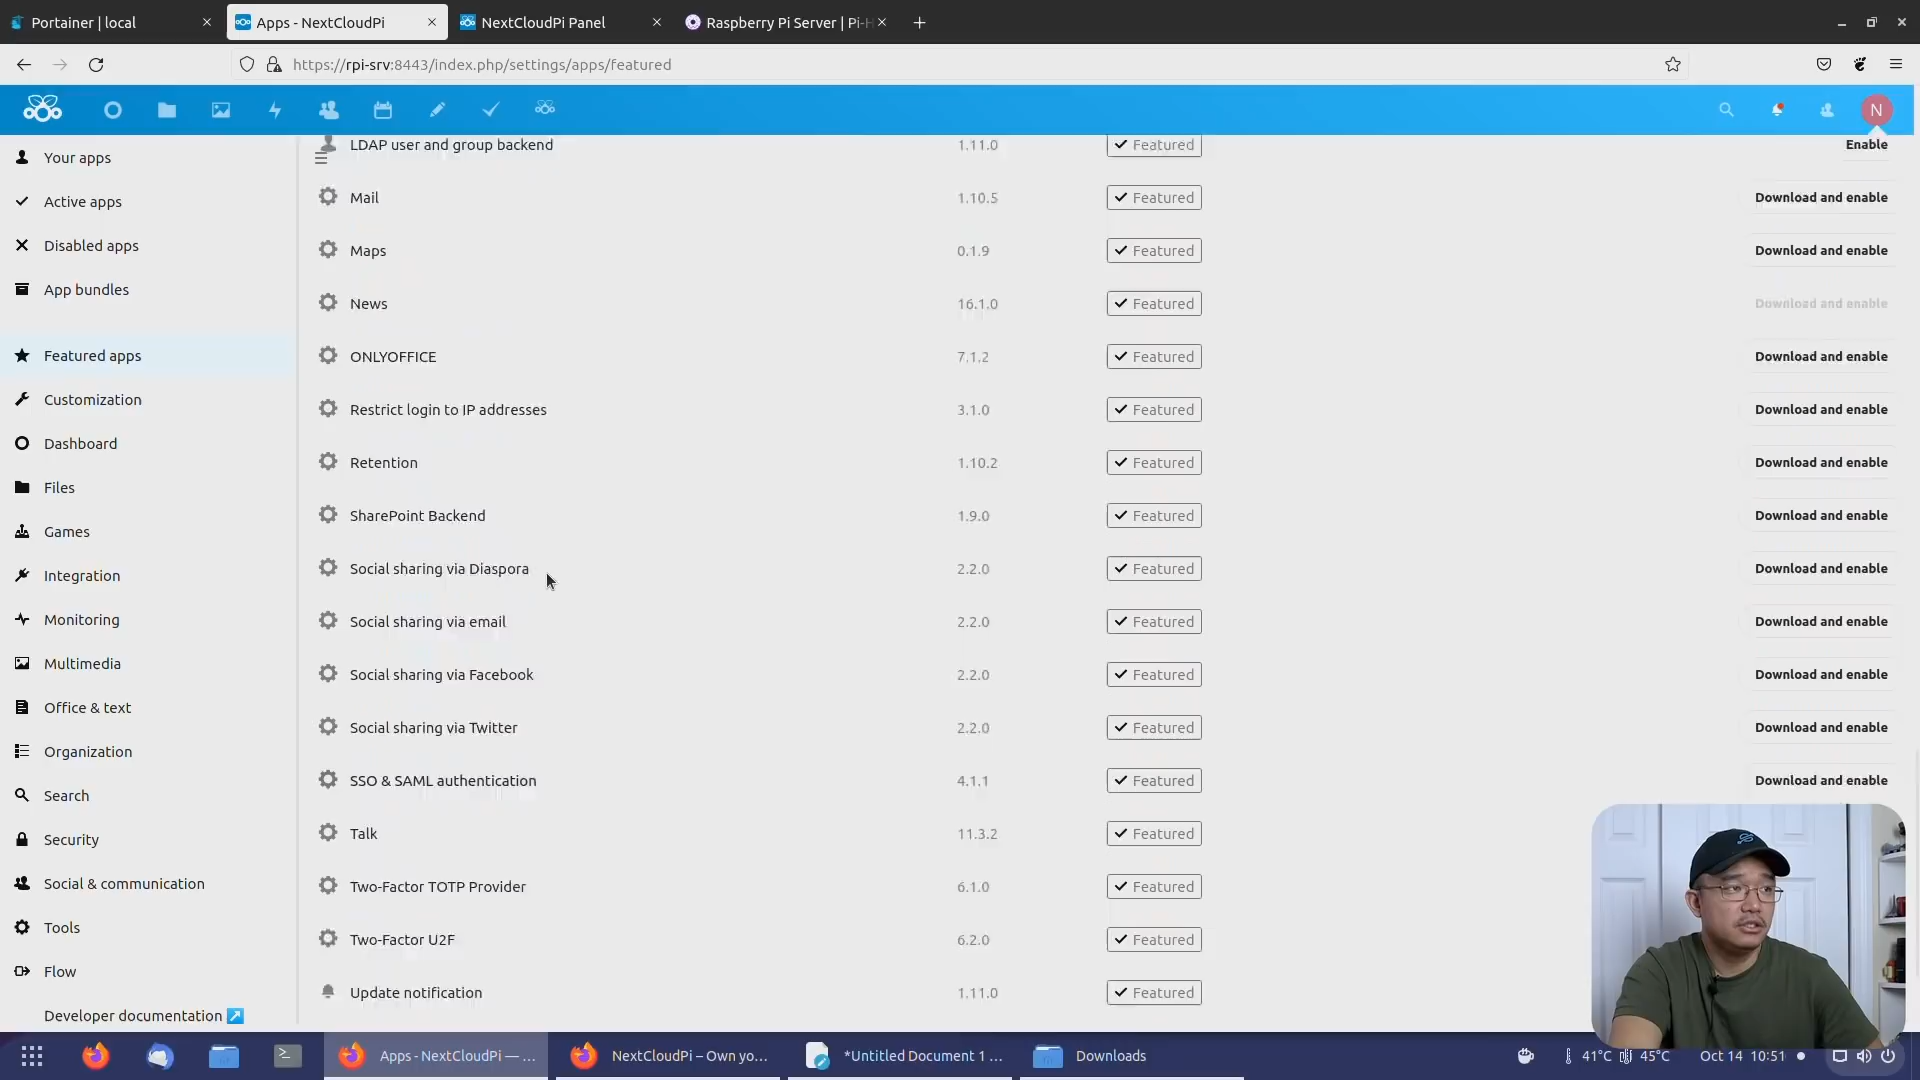 Portainer | local
Apps - NextCloudPi
NextCloudPi Panel
Raspberry Pi Server | Pi-H
https://rpi-srv:8443/index.php/settings/apps/featured
N
Your apps
Active apps
Disabled apps
App bundles
Featured apps
Customization
Dashboard
Files
Games
Integration
Monitoring
Multimedia
Office & text
Organization
Search
Security
Social & communication
Tools
Flow
Developer documentation
LDAP user and group backend 1.11.0 Featured Enable
Mail 1.10.5 Featured Download and enable
Maps 0.1.9 Featured Download and enable
News 16.1.0 Featured Download and enable
ONLYOFFICE 7.1.2 Featured Download and enable
Restrict login to IP addresses 3.1.0 Featured Download and enable
Retention 1.10.2 Featured Download and enable
SharePoint Backend 1.9.0 Featured Download and enable
Social sharing via Diaspora 2.2.0 Featured Download and enable
Social sharing via email 2.2.0 Featured Download and enable
Social sharing via Facebook 2.2.0 Featured Download and enable
Social sharing via Twitter 2.2.0 Featured Download and enable
SSO & SAML authentication 4.1.1 Featured Download and enable
Talk 11.3.2 Featured
Two-Factor TOTP Provider 6.1.0 Featured
Two-Factor U2F 6.2.0 Featured
Update notification 1.11.0 Featured
Apps - NextCloudPi — ...
NextCloudPi – Own yo...
*Untitled Document 1 ...
Downloads
41°C 45°C
Oct 14 10:51